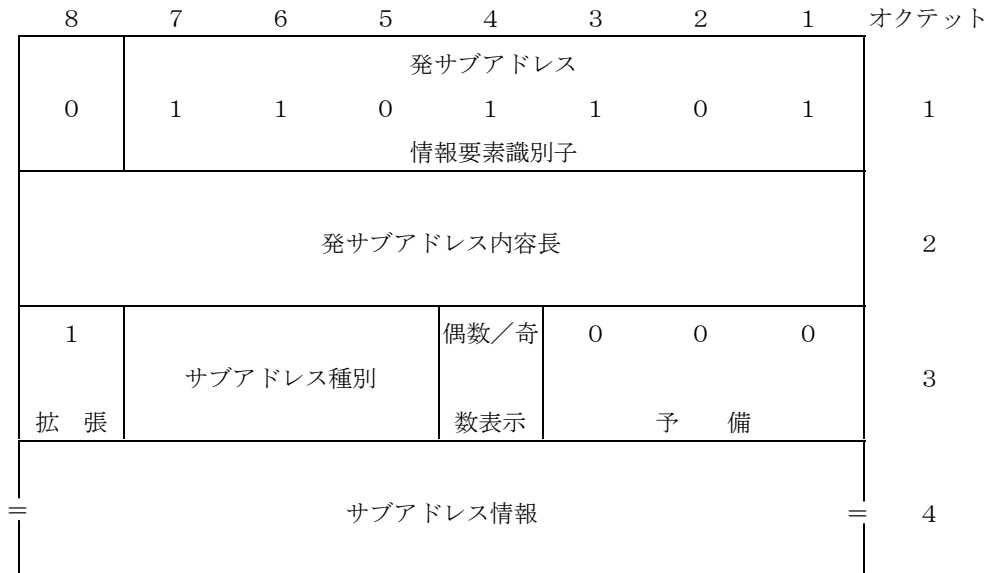 ８ ７ ６ ５ ４ ３ ２ １ オクテット
発サブアドレス
０ １ １ ０ １ １ ０ １ １
情報要素識別子
発サブアドレス内容長 ２
１ 偶数／奇 ０ ０ ０
サブアドレス種別 ３
拡　張 数表示 予　備
＝ サブアドレス情報 ＝ ４